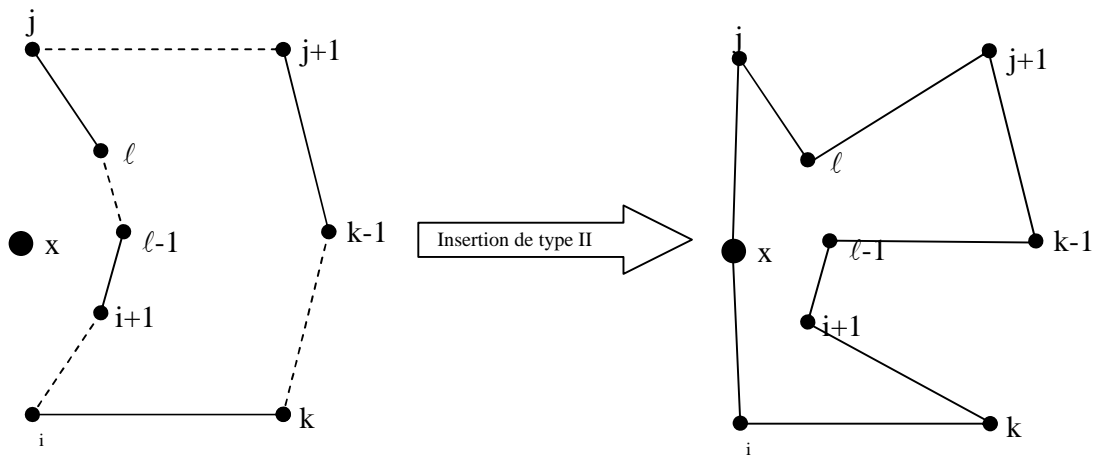 j
j+1
ℓ
ℓ-1
k-1
x
i+1
k
i
Insertion de type II
j
j+1
ℓ
ℓ-1
k-1
x
i+1
k
i